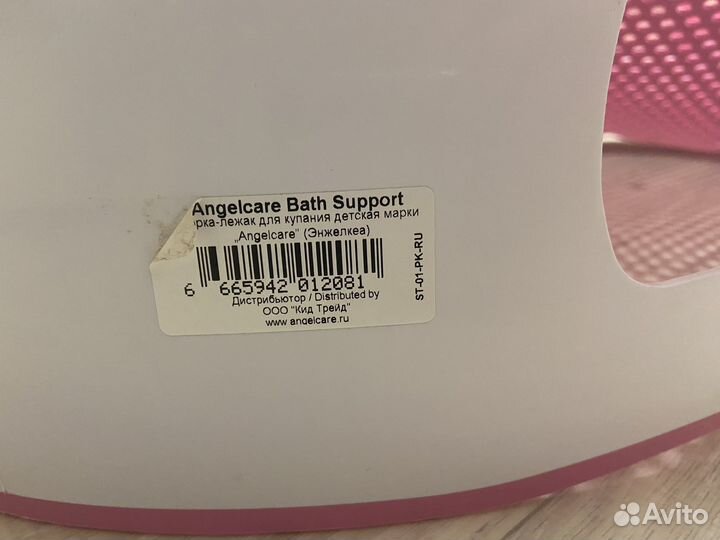 Angelcare Bath Support
орка-лежак для купания детская марки
„Angelcare" (Энжелкеа)
6 665942 012081
Дистрибьютор / Distributed by
ООО "Кид Трейд"
www.angelcare.ru
ST-01-PK-RU
Avito